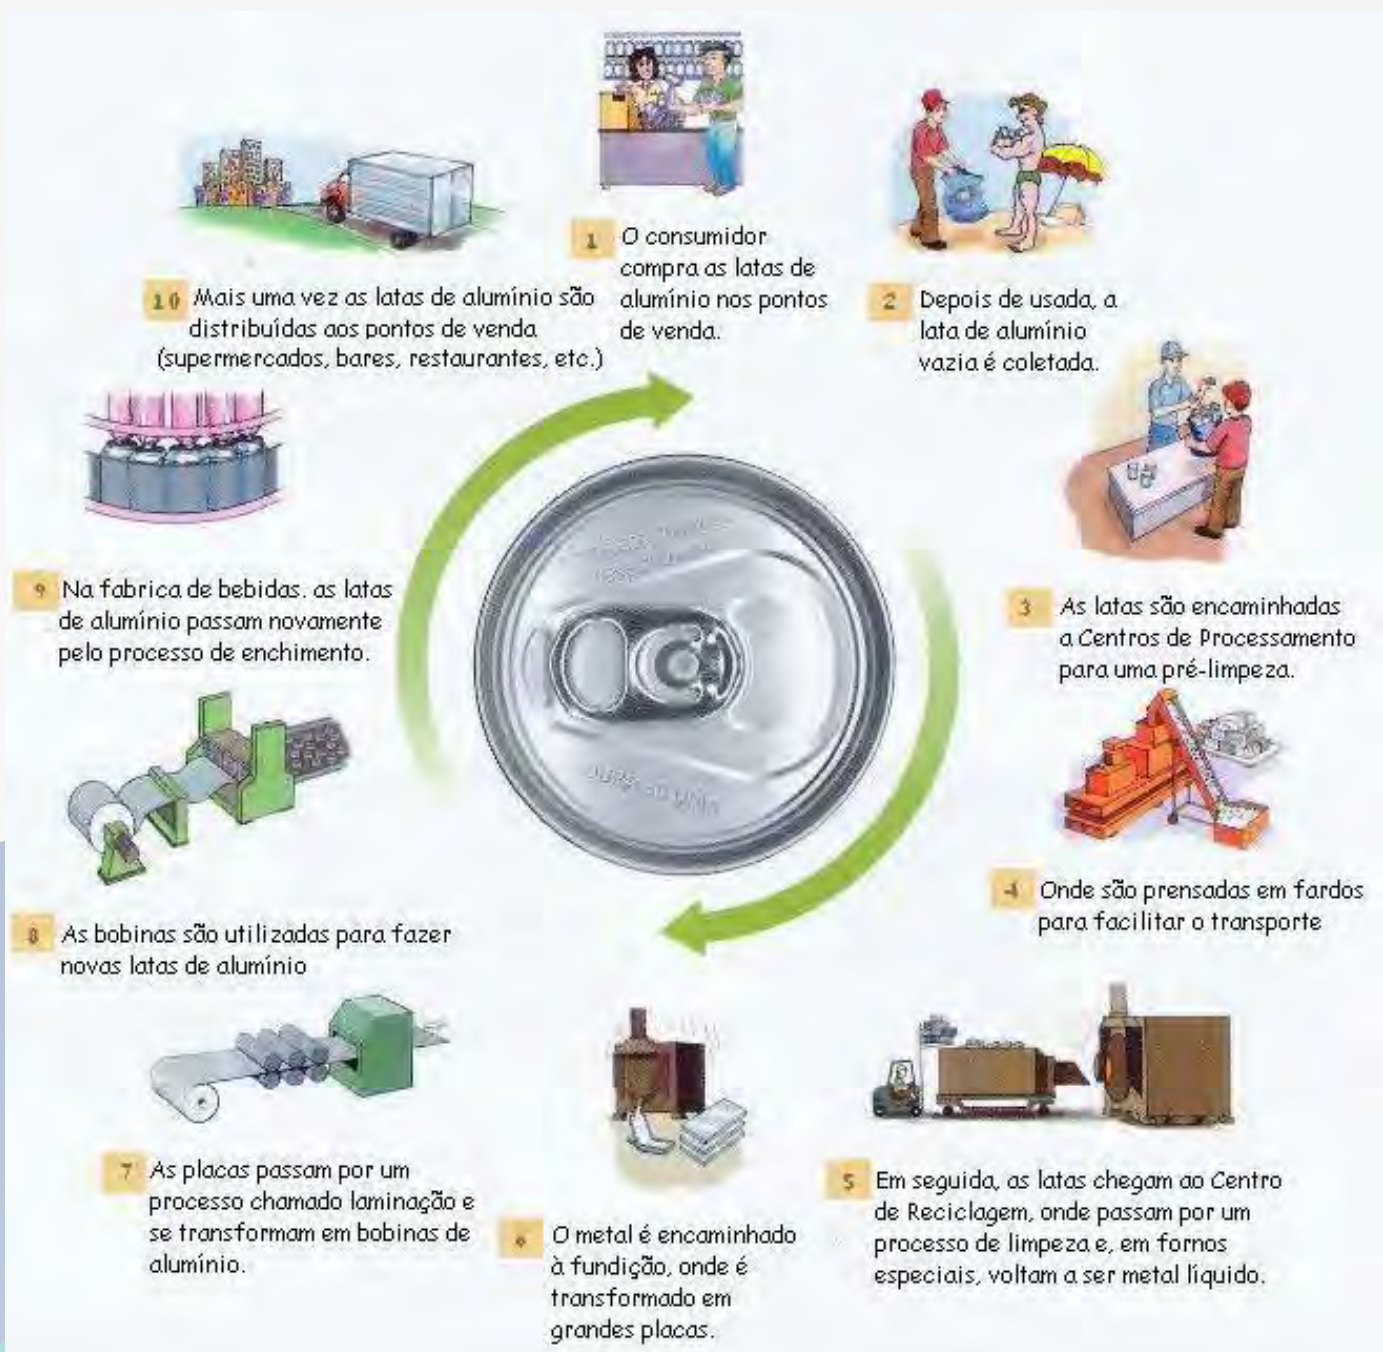 1 O consumidor
compra as latas de
alumínio nos pontos
de venda.
2 Depois de usada, a
lata de alumínio
vazia é coletada.
3 As latas são encaminhadas
a Centros de Processamento
para uma pré-limpeza.
4 Onde são prensadas em fardos
para facilitar o transporte
5 Em seguida, as latas chegam ao Centro
de Reciclagem, onde passam por um
processo de limpeza e, em fornos
especiais, voltam a ser metal líquido.
6 O metal é encaminhado
à fundição, onde é
transformado em
grandes placas.
7 As placas passam por um
processo chamado laminação e
se transformam em bobinas de
alumínio.
8 As bobinas são utilizadas para fazer
novas latas de alumínio
9 Na fabrica de bebidas. as latas
de alumínio passam novamente
pelo processo de enchimento.
10 Mais uma vez as latas de alumínio são
distribuídas aos pontos de venda
(supermercados, bares, restaurantes, etc.)